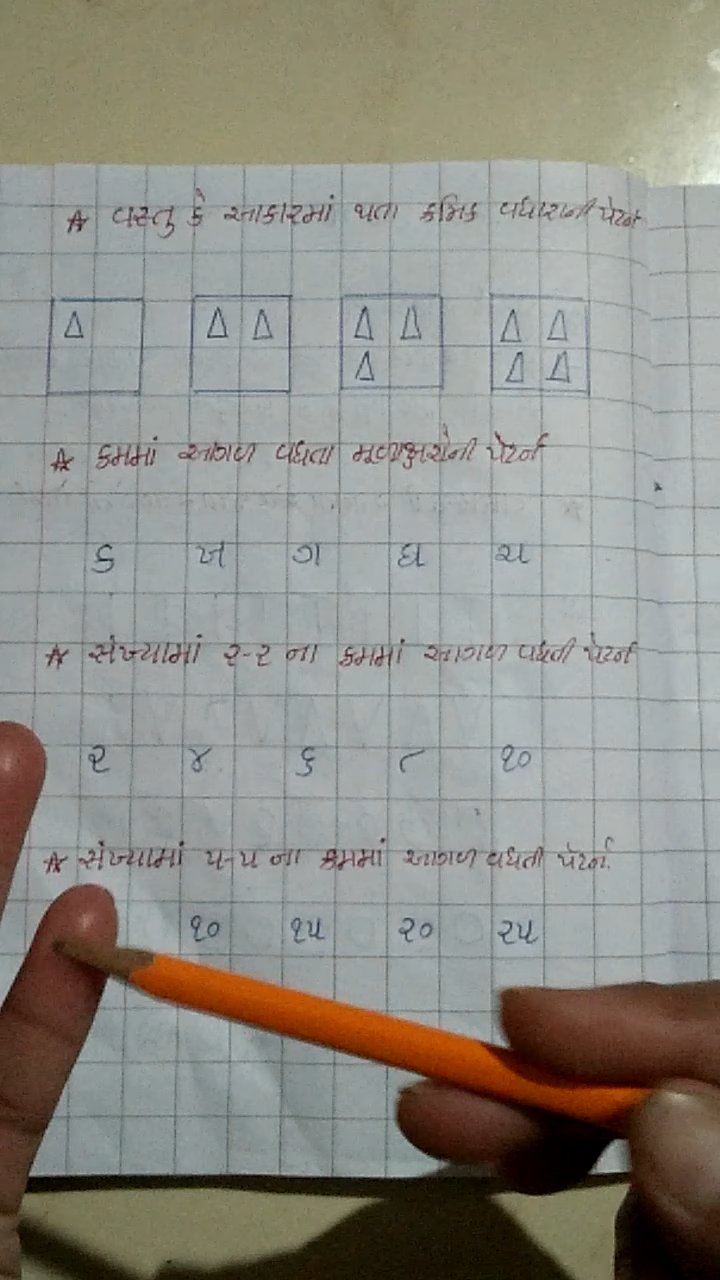 વસ્તુ કે આકારમાં થતા ક્રમિક વધારાની પેટર્ન
ક્રમમાં આગળ વધતા મૂળાક્ષરોની પેટર્ન
ક ખ ગ ઘ ચ
સંખ્યામાં ૨-૨ ના ક્રમમાં આગળ વધતી પેટર્ન
૨ ૪ ૬ ૮ ૧૦
સંખ્યામાં ૫-૫ ના ક્રમમાં આગળ વધતી પેટર્ન.
૧૦ ૧૫ ૨૦ ૨૫